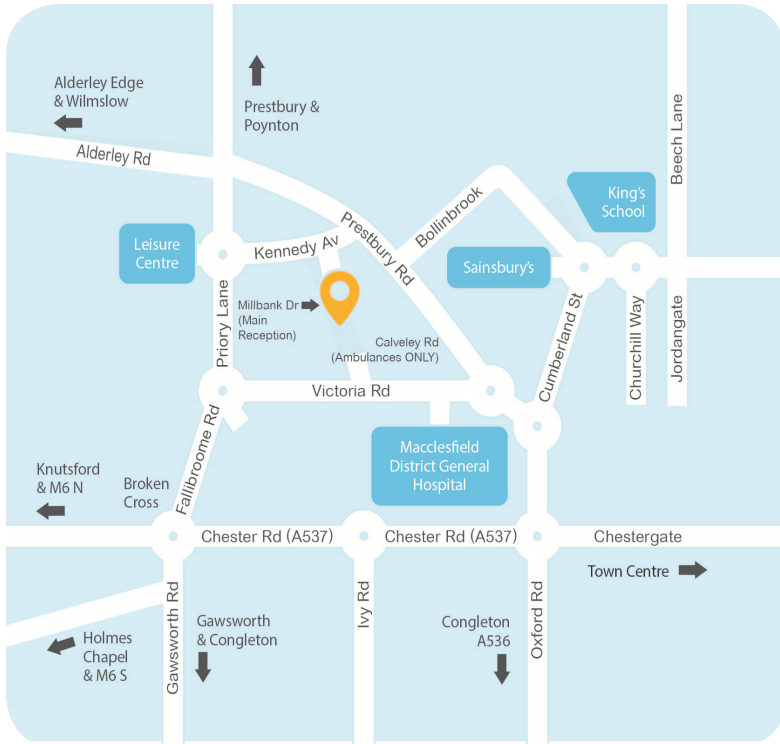 Alderley Edge
& Wilmslow
Alderley Rd
Prestbury &
Poynton
Beech Lane
King's
School
Bollinbrook
Prestbury Rd
Leisure
Centre
Kennedy Av
Sainsbury's
Millbank Dr
(Main
Reception)
Priory Lane
Calveley Rd
(Ambulances ONLY)
Cumberland St
Churchill Way
Jordangate
Victoria Rd
Fallibroome Rd
Macclesfield
District General
Hospital
Knutsford
& M6 N
Broken
Cross
Chester Rd (A537)
Chester Rd (A537)
Chestergate
Town Centre
Gawsworth Rd
Ivy Rd
Oxford Rd
Holmes
Chapel
& M6 S
Gawsworth
& Congleton
Congleton
A536